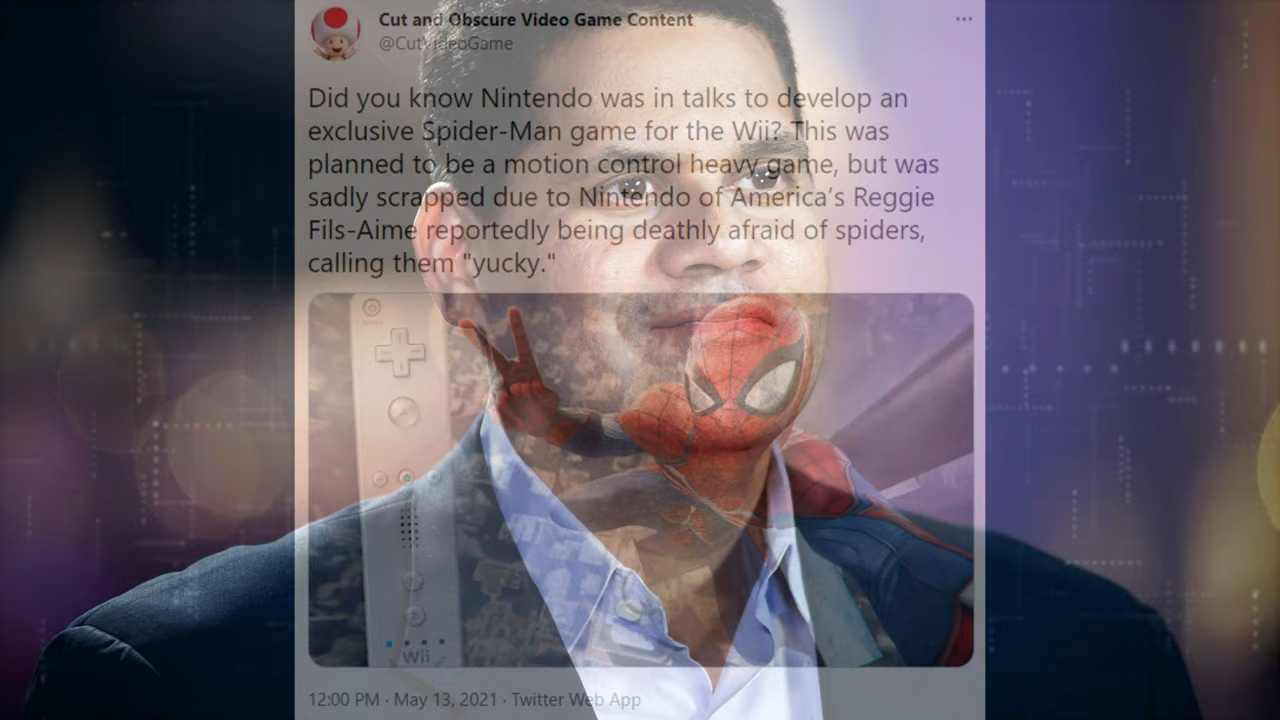 Cut and Obscure Video Game Content
@CutVideoGame
Did you know Nintendo was in talks to develop an
exclusive Spider-Man game for the Wii? This was
planned to be a motion control heavy game, but was
sadly scrapped due to Nintendo of America’s Reggie
Fils-Aime reportedly being deathly afraid of spiders,
calling them "yucky."
Wii
12:00 PM · May 13, 2021 · Twitter Web App